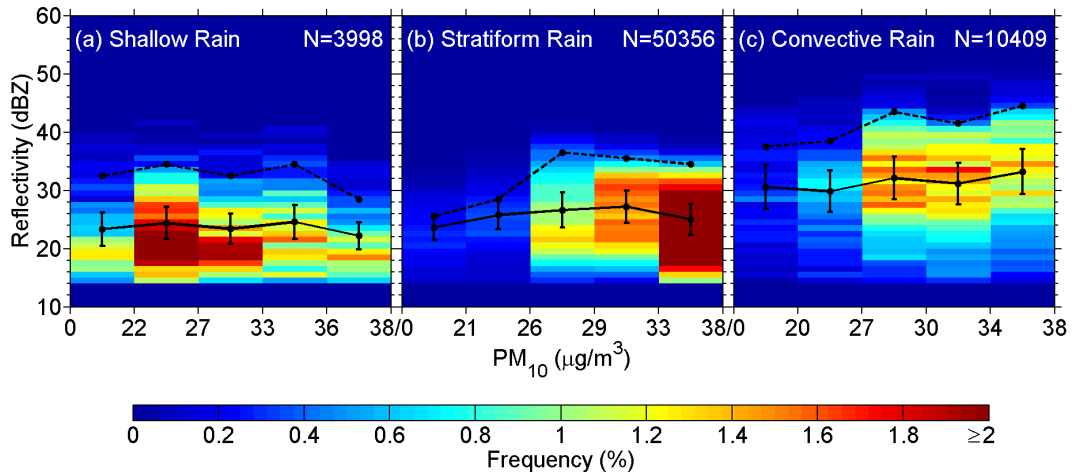 (a) Shallow Rain N=3998 (b) Stratiform Rain N=50356 (c) Convective Rain N=10409
Reflectivity (dBZ)
60
50
40
30
20
10
0 22 27 33 36 38/0 21 26 29 31 38/0 20 27 30 34 38
PM10 (μg/m³)
0 0.2 0.4 0.6 0.8 1 1.2 1.4 1.6 1.8 ≥2
Frequency (%)